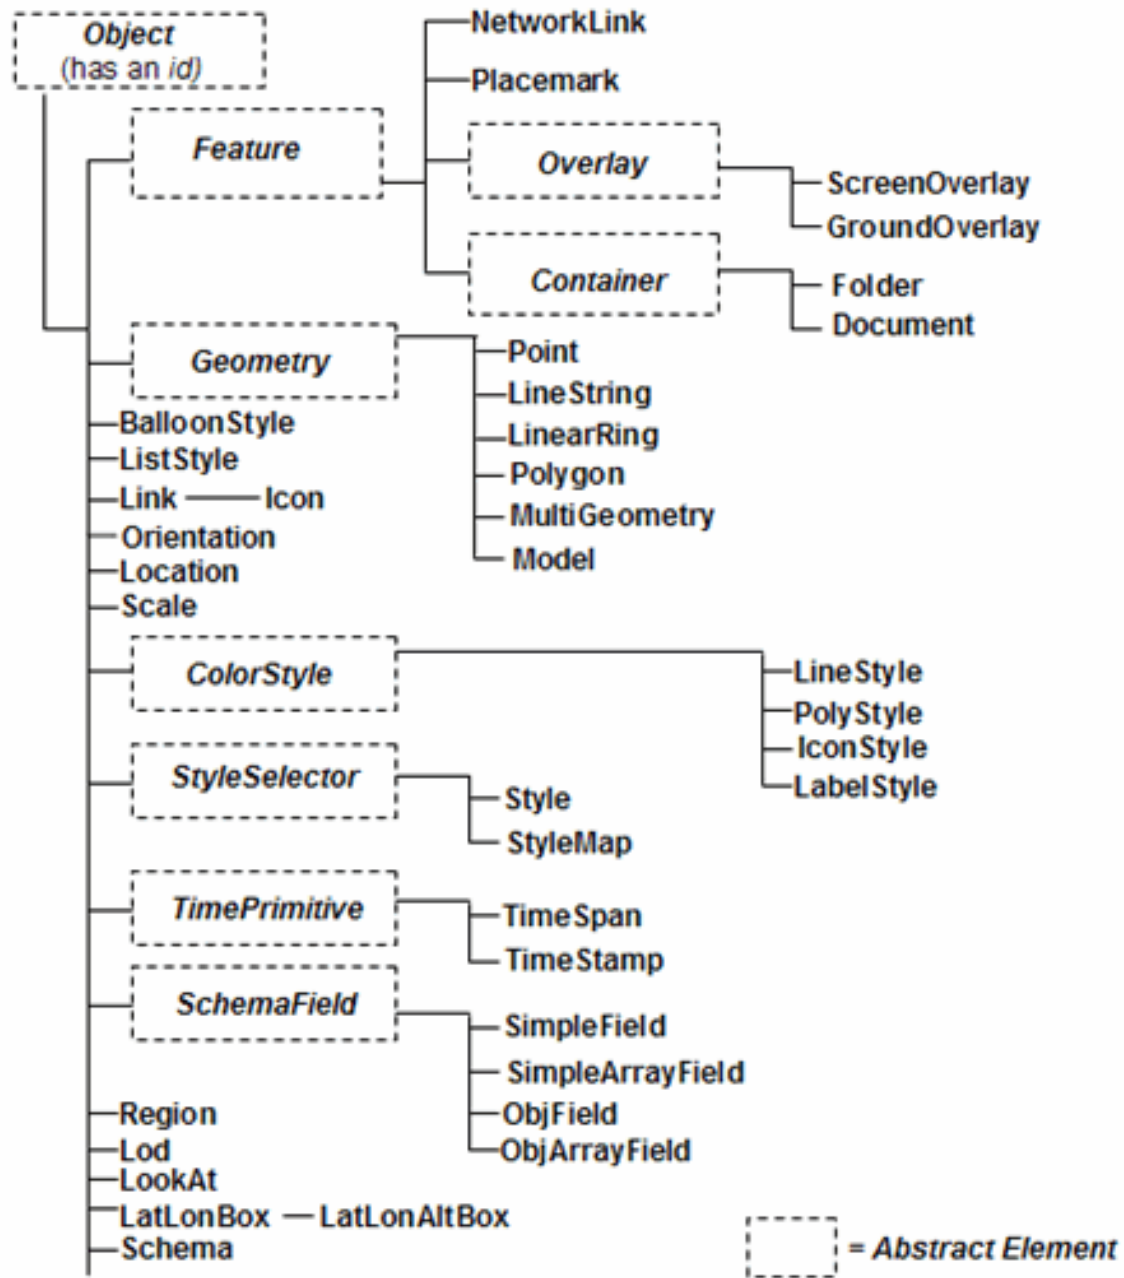 Object
(has an id)
NetworkLink
Placemark
Feature
Overlay
ScreenOverlay
GroundOverlay
Container
Folder
Document
Geometry
Point
LineString
LinearRing
Polygon
MultiGeometry
Model
BalloonStyle
ListStyle
Link Icon
Orientation
Location
Scale
ColorStyle
LineStyle
PolyStyle
IconStyle
LabelStyle
StyleSelector
Style
StyleMap
TimePrimitive
TimeSpan
TimeStamp
SchemaField
SimpleField
SimpleArrayField
ObjField
ObjArrayField
Region
Lod
LookAt
LatLonBox LatLonAltBox
Schema
= Abstract Element